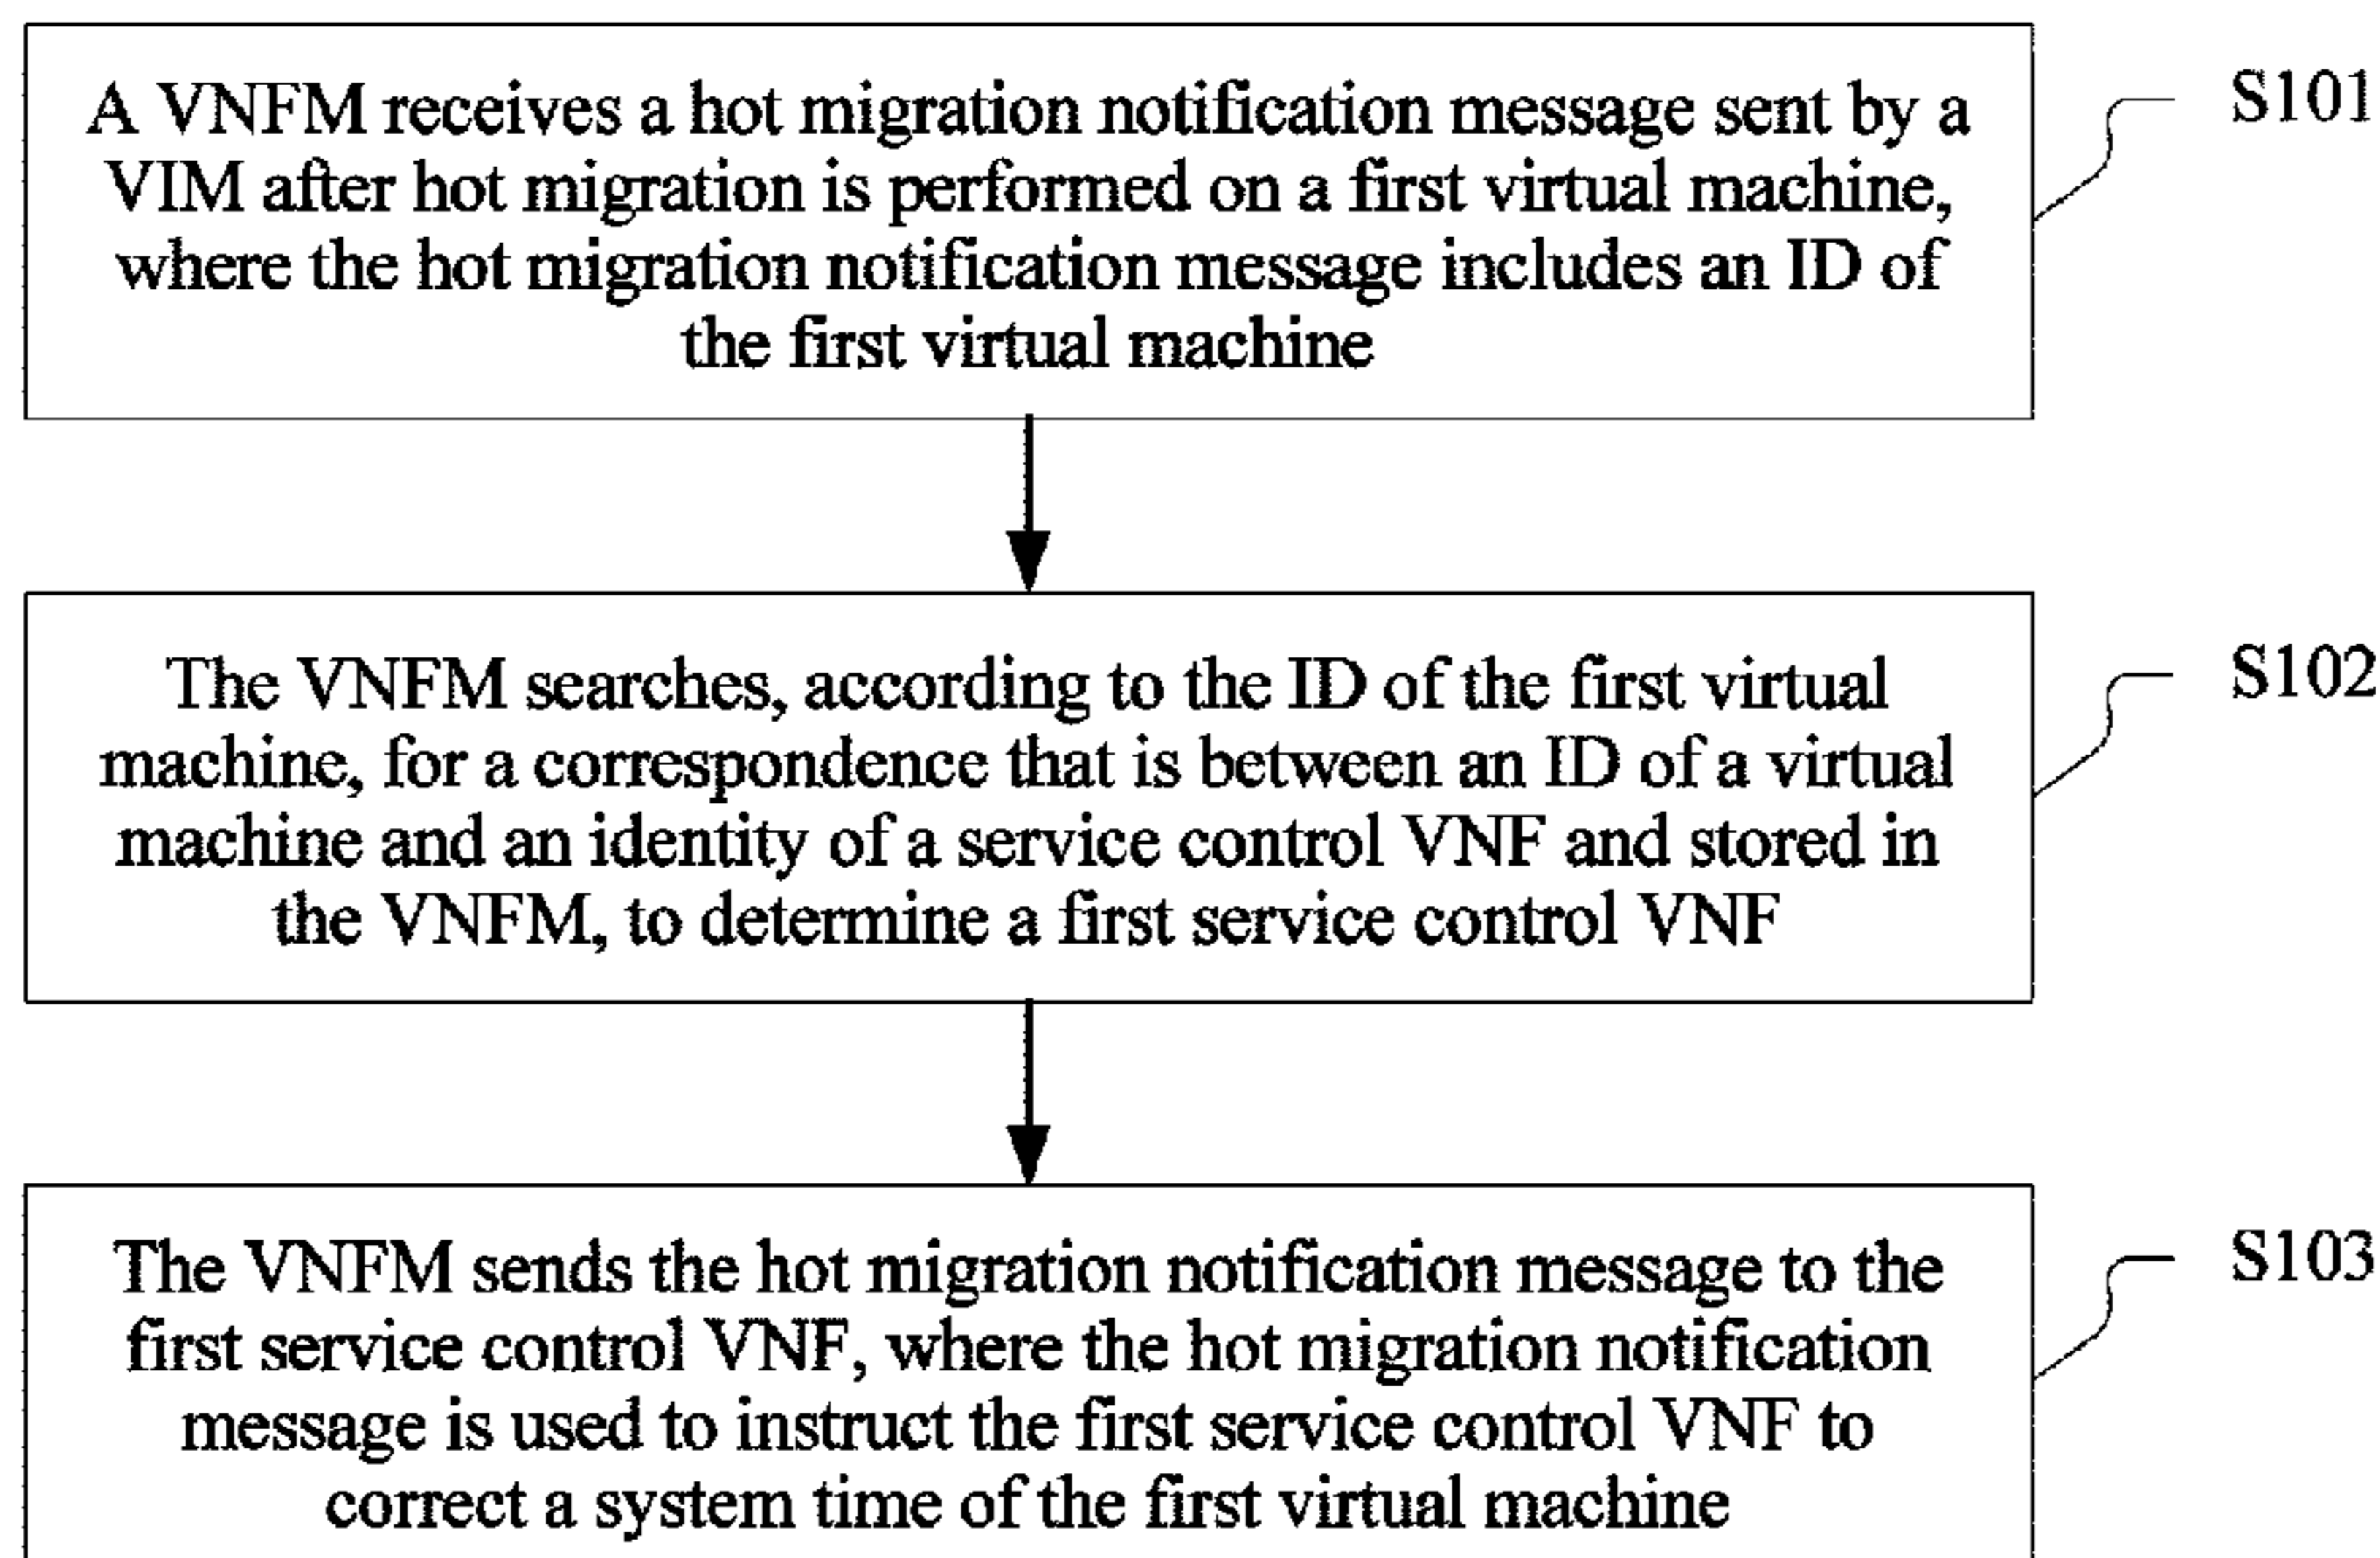 A VNFM receives a hot migration notification message sent by a
VIM after hot migration is performed on a first virtual machine,
where the hot migration notification message includes an ID of
the first virtual machine
S101
The VNFM searches, according to the ID of the first virtual
machine, for a correspondence that is between an ID of a virtual
machine and an identity of a service control VNF and stored in
the VNFM, to determine a first service control VNF
S102
The VNFM sends the hot migration notification message to the
first service control VNF, where the hot migration notification
message is used to instruct the first service control VNF to
correct a system time of the first virtual machine
S103